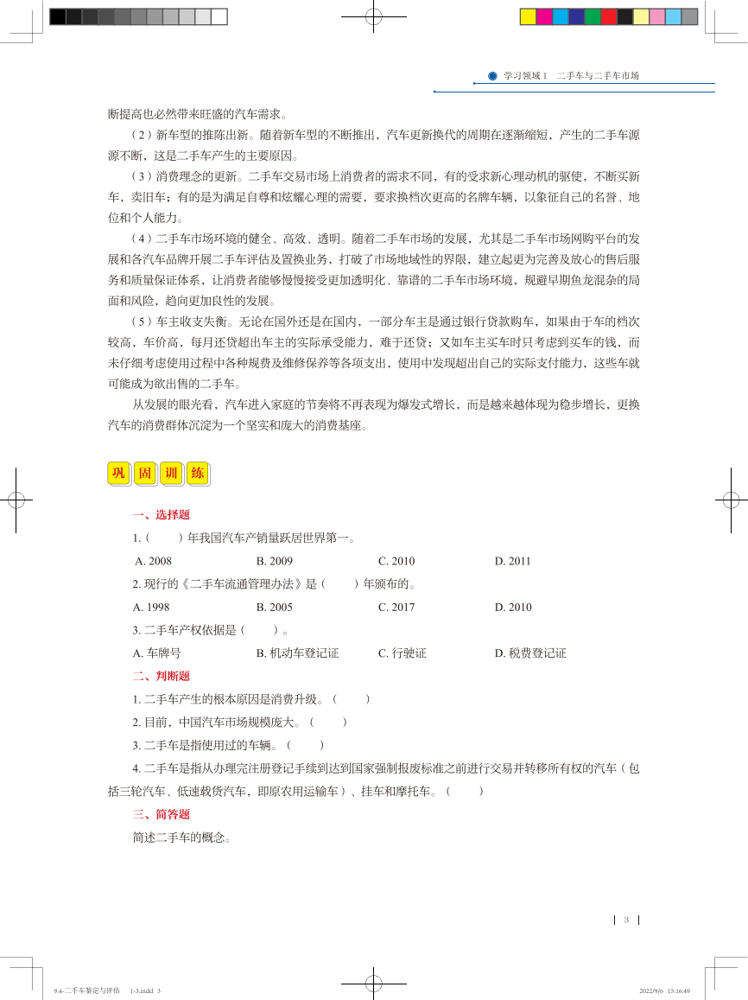 学习领域 1 二手车与二手车市场
断提高也必然带来旺盛的汽车需求。
（2）新车型的推陈出新。随着新车型的不断推出，汽车更新换代的周期在逐渐缩短，产生的二手车源
源不断，这是二手车产生的主要原因。
（3）消费理念的更新。二手车交易市场上消费者的需求不同，有的受求新心理动机的驱使，不断买新
车，卖旧车；有的是为满足自尊和炫耀心理的需要，要求换档次更高的名牌车辆，以象征自己的名誉、地
位和个人能力。
（4）二手车市场环境的健全、高效、透明。随着二手车市场的发展，尤其是二手车市场网购平台的发
展和各汽车品牌开展二手车评估及置换业务，打破了市场地域性的界限，建立起更为完善及放心的售后服
务和质量保证体系，让消费者能够慢慢接受更加透明化、靠谱的二手车市场环境，规避早期鱼龙混杂的局
面和风险，趋向更加良性的发展。
（5）车主收支失衡。无论在国外还是在国内，一部分车主是通过银行贷款购车，如果由于车的档次
较高，车价高，每月还贷超出车主的实际承受能力，难于还贷；又如车主买车时只考虑到买车的钱，而
未仔细考虑使用过程中各种规费及维修保养等各项支出，使用中发现超出自己的实际支付能力，这些车就
可能成为欲出售的二手车。
从发展的眼光看，汽车进入家庭的节奏将不再表现为爆发式增长，而是越来越体现为稳步增长，更换
汽车的消费群体沉淀为一个坚实和庞大的消费基座。
巩固训练
一、选择题
1.（  ）年我国汽车产销量跃居世界第一。
A. 2008 B. 2009 C. 2010 D. 2011
2. 现行的《二手车流通管理办法》是（  ）年颁布的。
A. 1998 B. 2005 C. 2017 D. 2010
3. 二手车产权依据是（  ）。
A. 车牌号 B. 机动车登记证 C. 行驶证 D. 税费登记证
二、判断题
1. 二手车产生的根本原因是消费升级。（  ）
2. 目前，中国汽车市场规模庞大。（  ）
3. 二手车是指使用过的车辆。（  ）
4. 二手车是指从办理完注册登记手续到达到国家强制报废标准之前进行交易并转移所有权的汽车（包
括三轮汽车、低速载货汽车，即原农用运输车）、挂车和摩托车。（  ）
三、简答题
简述二手车的概念。
3
9.4-二手车鉴定与评估 1-3.indd 3 2022/9/6 15:16:49